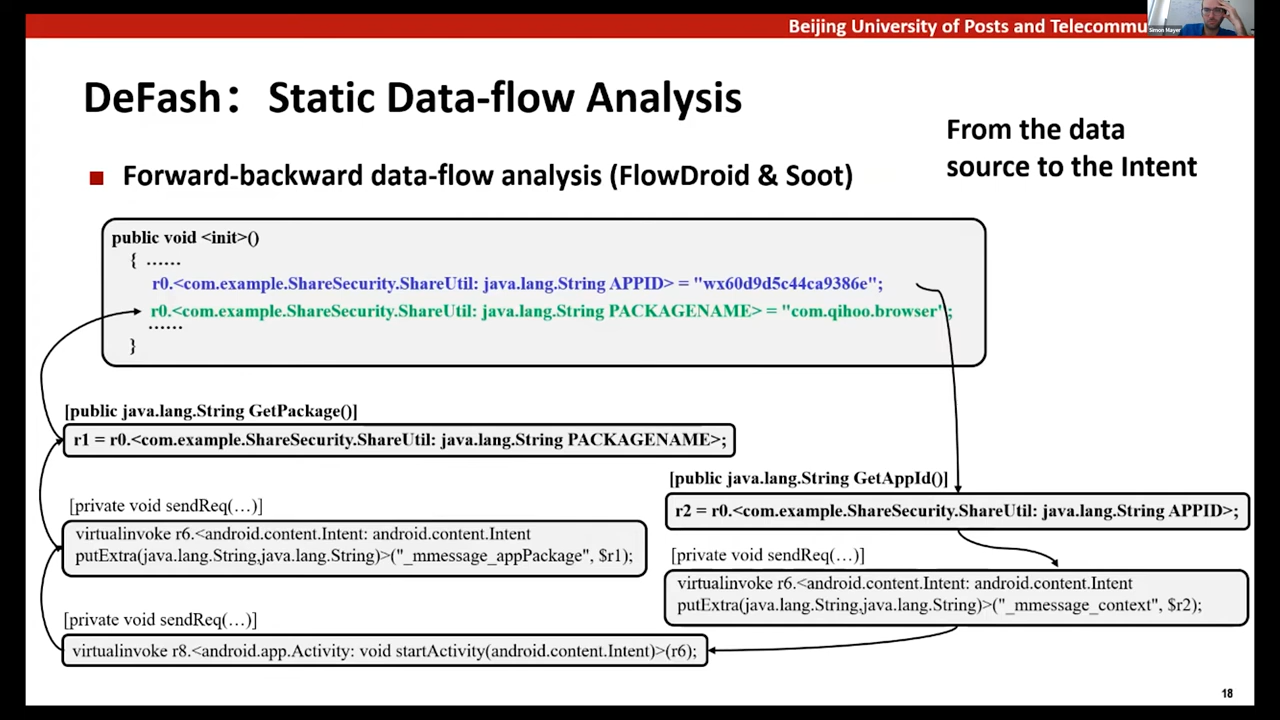 Beijing University of Posts and Telecommu
Simon Mayer
DeFash: Static Data-flow Analysis
From the data
source to the Intent
■ Forward-backward data-flow analysis (FlowDroid & Soot)
public void <init>()
{ ……
r0.<com.example.ShareSecurity.ShareUtil: java.lang.String APPID> = "wx60d9d5c44ca9386e";
r0.<com.example.ShareSecurity.ShareUtil: java.lang.String PACKAGENAME> = "com.qihoo.browser";
……
}
[public java.lang.String GetPackage()]
r1 = r0.<com.example.ShareSecurity.ShareUtil: java.lang.String PACKAGENAME>;
[public java.lang.String GetAppId()]
r2 = r0.<com.example.ShareSecurity.ShareUtil: java.lang.String APPID>;
[private void sendReq(…)]
virtualinvoke r6.<android.content.Intent: android.content.Intent
putExtra(java.lang.String,java.lang.String)>("_mmessage_appPackage", $r1);
[private void sendReq(…)]
virtualinvoke r6.<android.content.Intent: android.content.Intent
putExtra(java.lang.String,java.lang.String)>("_mmessage_context", $r2);
[private void sendReq(…)]
virtualinvoke r8.<android.app.Activity: void startActivity(android.content.Intent)>(r6);
18